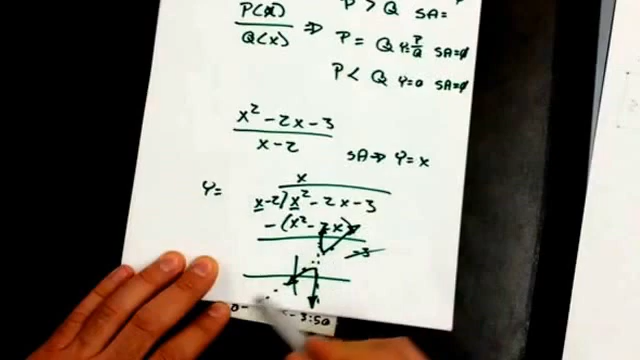 P > Q SA=
P(x)
Q(x)
⇒ P = Q Y=P/Q SA=∅
P < Q Y=0 SA=∅
x² - 2x - 3
x - 2
SA ⇒ Y = x
x
Y= x-2)x² - 2x - 3
-(x² - 2x)
-3